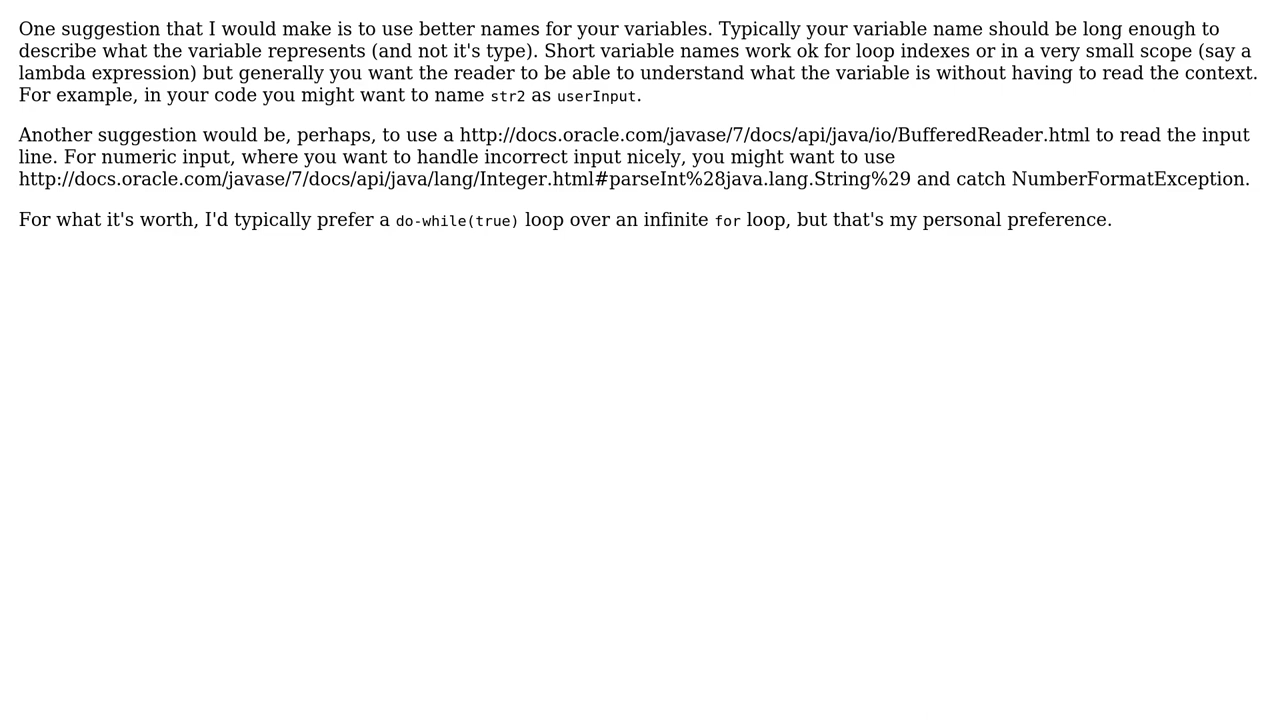 One suggestion that I would make is to use better names for your variables. Typically your variable name should be long enough to
describe what the variable represents (and not it's type). Short variable names work ok for loop indexes or in a very small scope (say a
lambda expression) but generally you want the reader to be able to understand what the variable is without having to read the context.
For example, in your code you might want to name str2 as userInput.
Another suggestion would be, perhaps, to use a http://docs.oracle.com/javase/7/docs/api/java/io/BufferedReader.html to read the input
line. For numeric input, where you want to handle incorrect input nicely, you might want to use
http://docs.oracle.com/javase/7/docs/api/java/lang/Integer.html#parseInt%28java.lang.String%29 and catch NumberFormatException.
For what it's worth, I'd typically prefer a do-while(true) loop over an infinite for loop, but that's my personal preference.